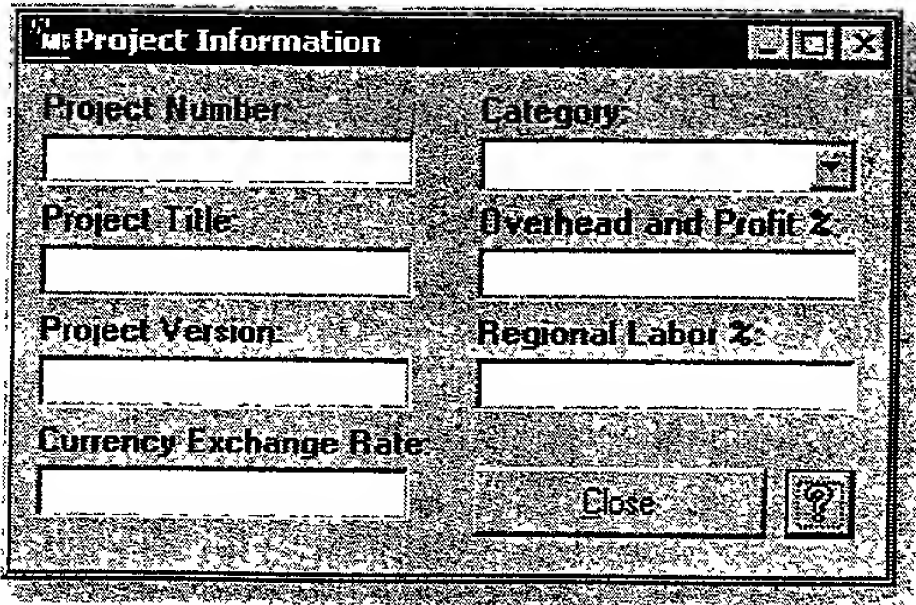 Project Information
Project Number:
Category:
Project Title:
Overhead and Profit %
Project Version:
Regional Labor %:
Currency Exchange Rate:
Close
?